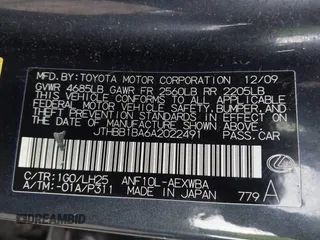 MFD. BY: TOYOTA MOTOR CORPORATION 12/09
GVWR 4685LB GAWR FR 2560LB RR 2205LB
THIS VEHICLE CONFORMS TO ALL APPLICABLE
FEDERAL MOTOR VEHICLE SAFETY, BUMPER, AND
THEFT PREVENTION STANDARDS IN EFFECT ON
THE DATE OF MANUFACTURE SHOWN ABOVE.
JTHBB1BA6A2022491 PASS.CAR
C/TR:1G0/LH25 ANF10L-AEXWBA
A/TM:-01A/P311 MADE IN JAPAN 779 A